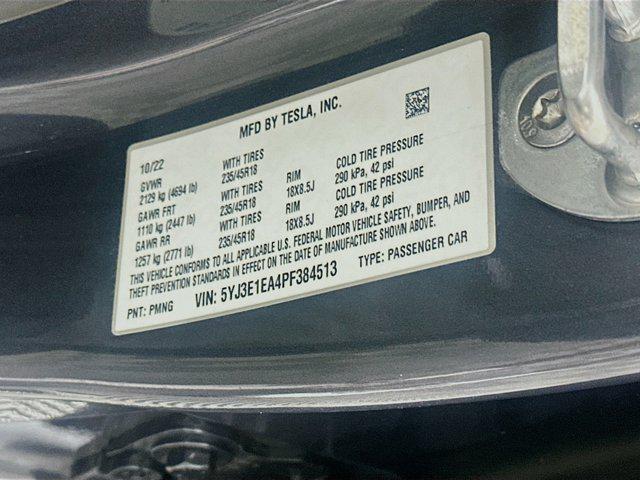 MFD BY TESLA, INC.
10/22
GVWR WITH TIRES RIM COLD TIRE PRESSURE
2129 kg (4694 lb) 235/45R18 18X8.5J 290 kPa, 42 psi
GAWR FRT WITH TIRES RIM COLD TIRE PRESSURE
1110 kg (2447 lb) 235/45R18 18X8.5J 290 kPa, 42 psi
GAWR RR WITH TIRES
1257 kg (2771 lb) 235/45R18
THIS VEHICLE CONFORMS TO ALL APPLICABLE U.S. FEDERAL MOTOR VEHICLE SAFETY, BUMPER, AND
THEFT PREVENTION STANDARDS IN EFFECT ON THE DATE OF MANUFACTURE SHOWN ABOVE.
PNT: PMNG VIN: 5YJ3E1EA4PF384513 TYPE: PASSENGER CAR